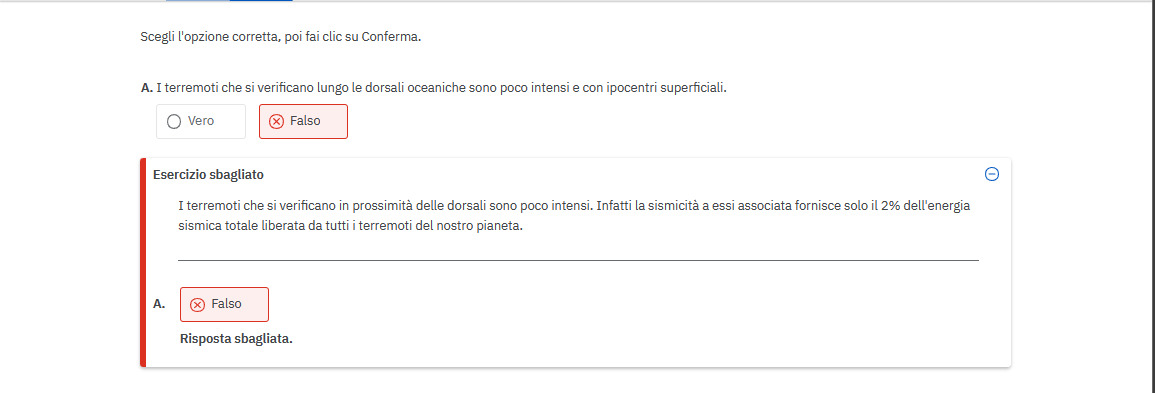 Scegli l'opzione corretta, poi fai clic su Conferma.
A. I terremoti che si verificano lungo le dorsali oceaniche sono poco intensi e con ipocentri superficiali.
Vero
Falso
Esercizio sbagliato
I terremoti che si verificano in prossimità delle dorsali sono poco intensi. Infatti la sismicità a essi associata fornisce solo il 2% dell'energia
sismica totale liberata da tutti i terremoti del nostro pianeta.
A.
Falso
Risposta sbagliata.